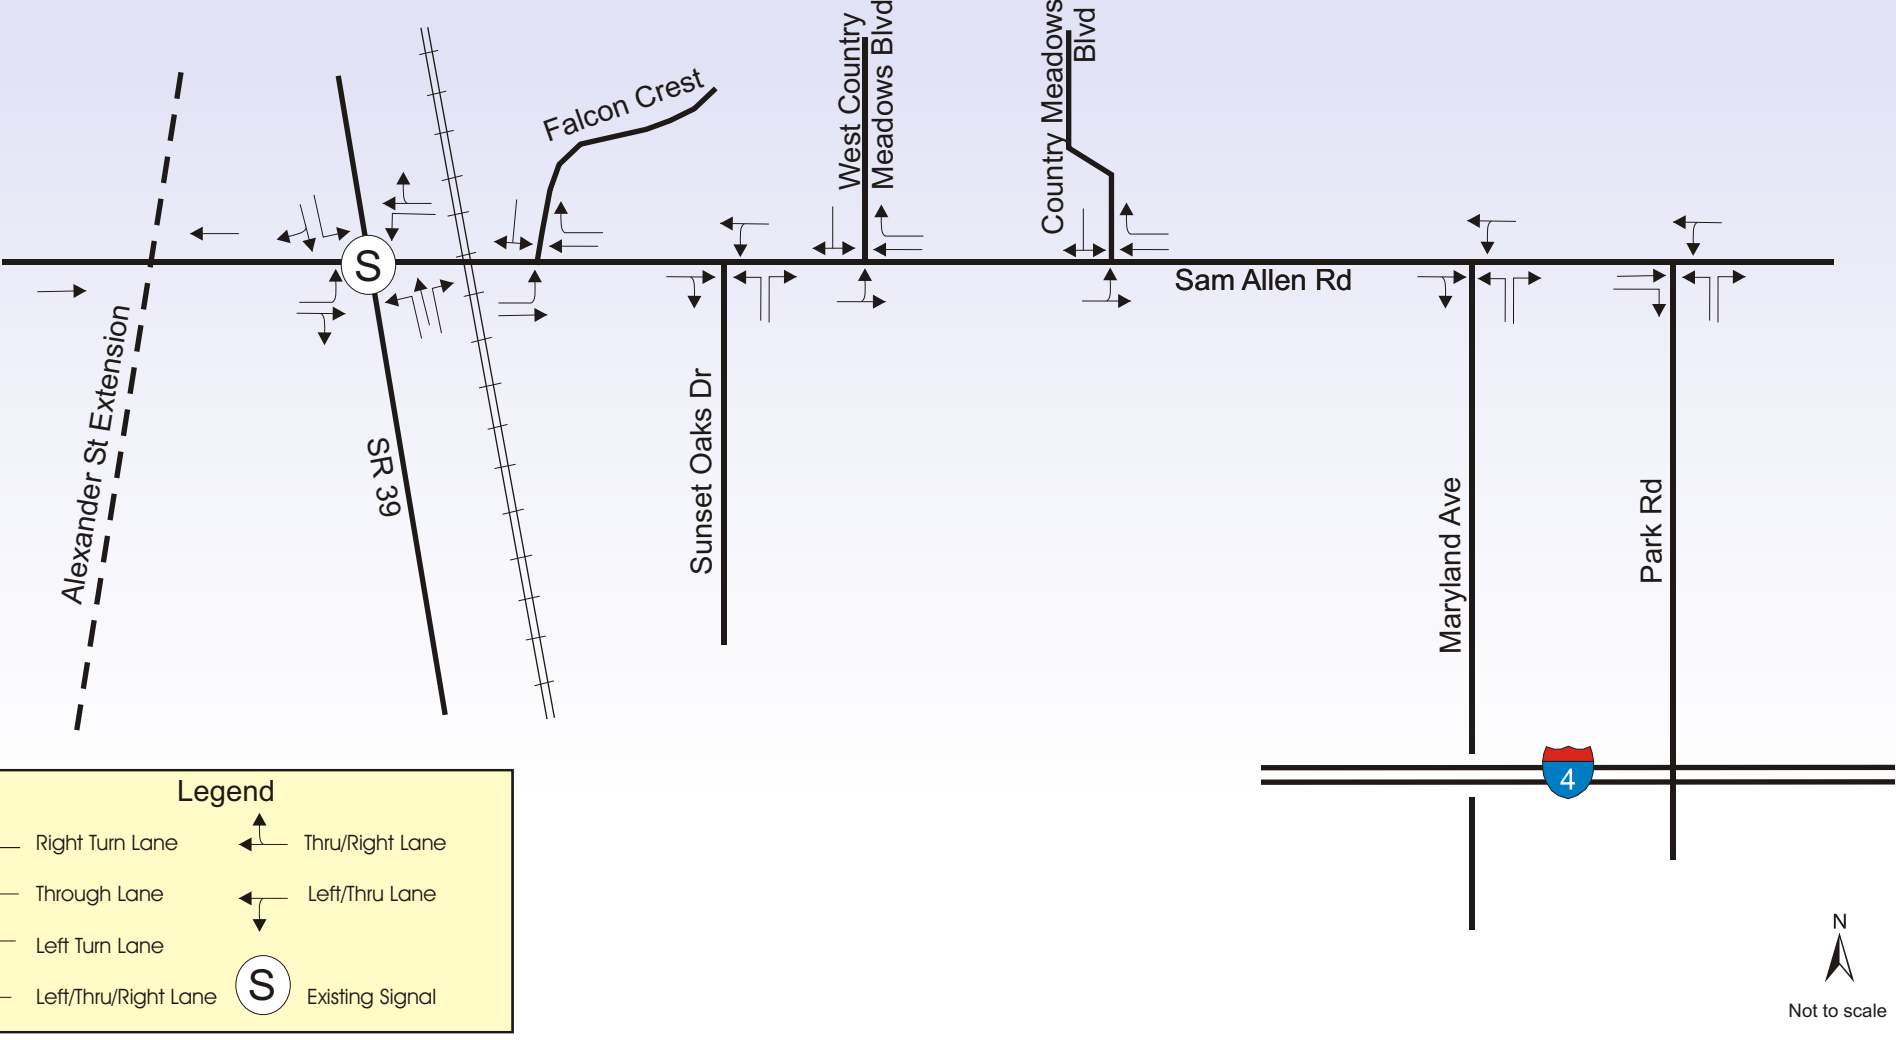 West Country
Meadows Blvd
Country Meadows
Blvd
Falcon Crest
S
Sam Allen Rd
Alexander St Extension
SR 39
Sunset Oaks Dr
Maryland Ave
Park Rd
4
Legend
Right Turn Lane
Thru/Right Lane
Through Lane
Left/Thru Lane
Left Turn Lane
Left/Thru/Right Lane
S
Existing Signal
N
Not to scale